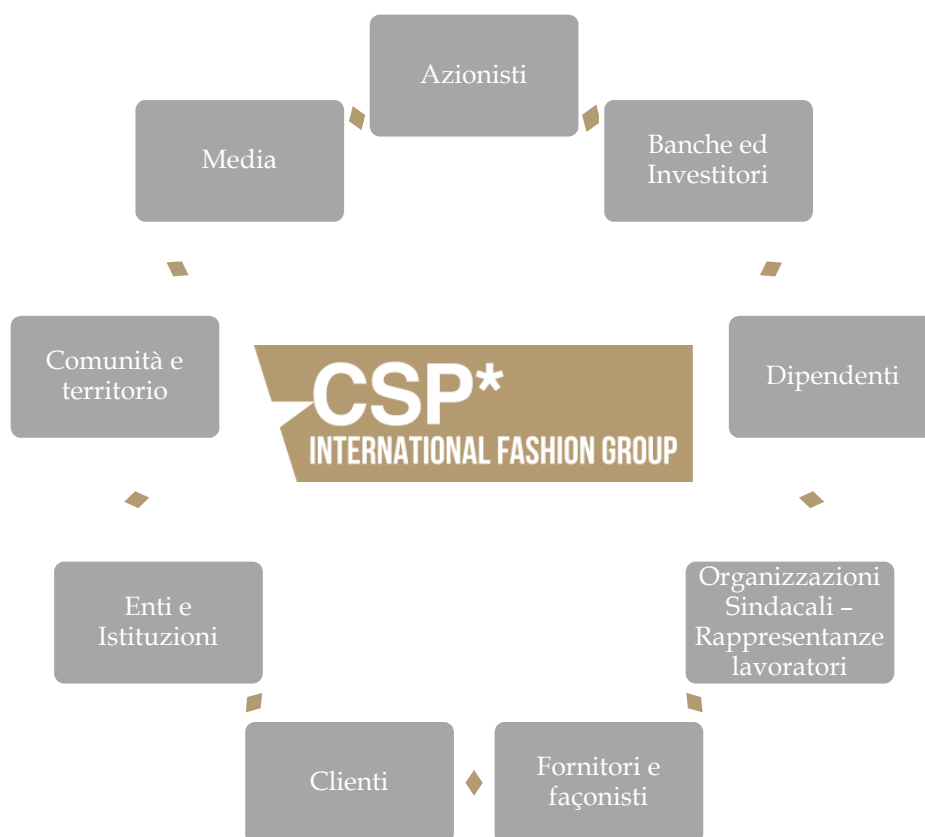 Azionisti
Media
Banche ed
Investitori
Comunità e
territorio
CSP*
INTERNATIONAL FASHION GROUP
Dipendenti
Enti e
Istituzioni
Organizzazioni
Sindacali –
Rappresentanze
lavoratori
Clienti
Fornitori e
façonisti